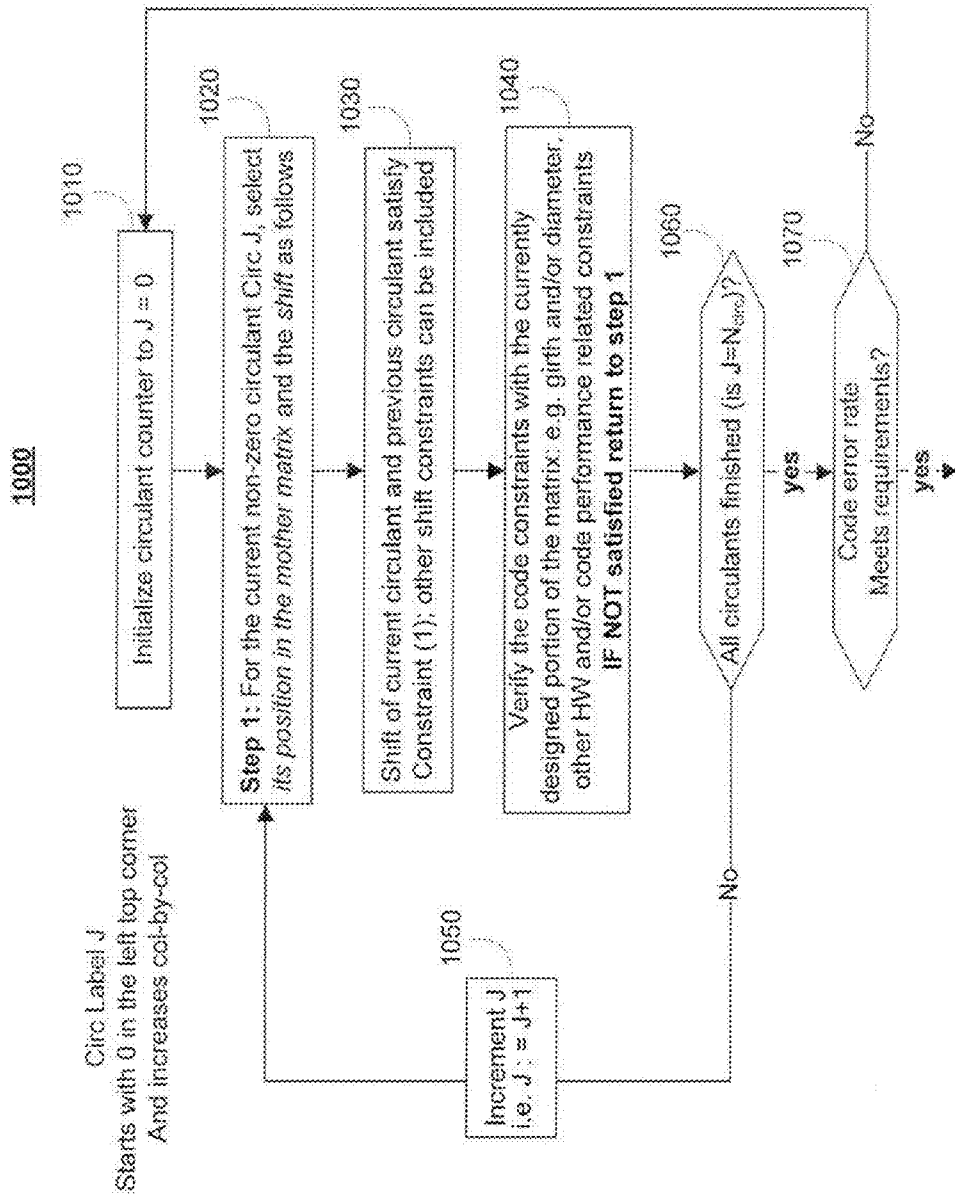 1000
Circ Label J
Starts with 0 in the left top corner
And increases col-by-col
1010
Initialize circulant counter to J = 0
1020
Step 1: For the current non-zero circulant Circ J, select
its position in the mother matrix and the shift as follows
1030
Shift of current circulant and previous circulant satisfy
Constraint (1); other shift constraints can be included
1040
Verify the code constraints with the currently
designed portion of the matrix. e.g. girth and/or diameter,
other HW and/or code performance related constraints
IF NOT satisfied return to step 1
1050
Increment J
i.e. J : = J+1
1060
All circulants finished (is J=Ncirc)?
No
yes
1070
Code error rate
Meets requirements?
No
yes